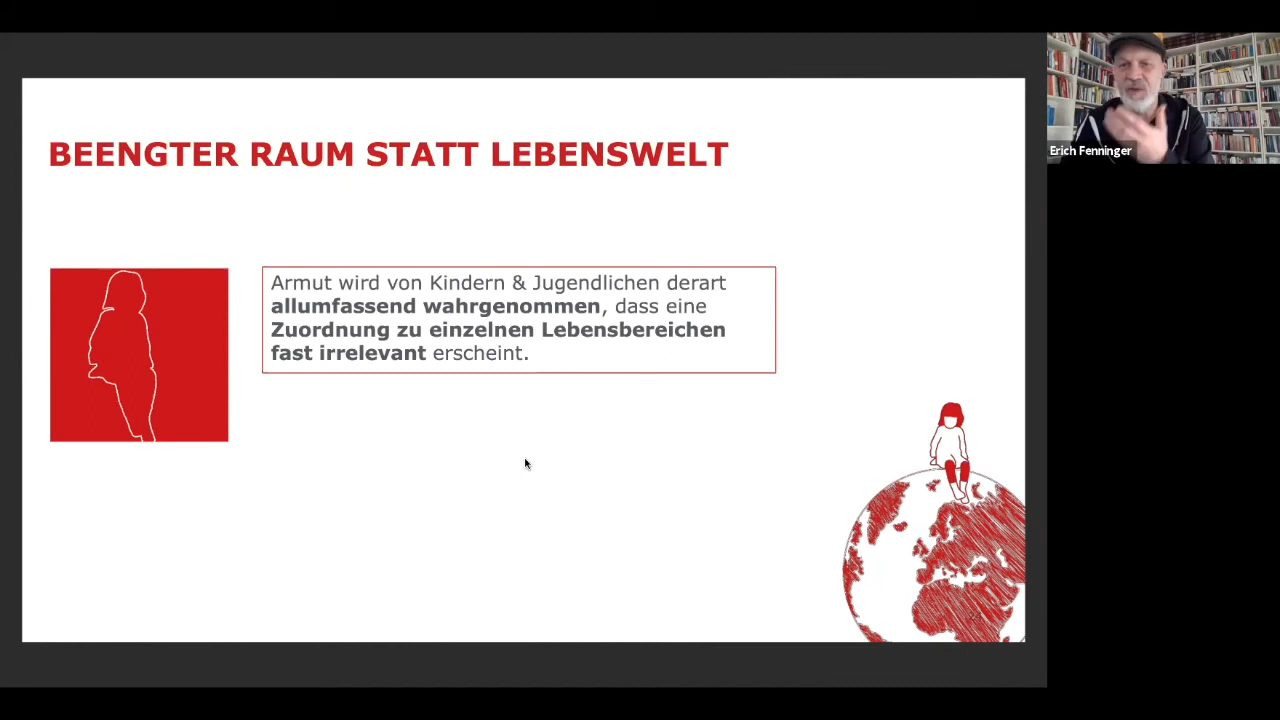 BEENGTER RAUM STATT LEBENSWELT
Armut wird von Kindern & Jugendlichen derart
allumfassend wahrgenommen, dass eine
Zuordnung zu einzelnen Lebensbereichen
fast irrelevant erscheint.
Erich Fenninger